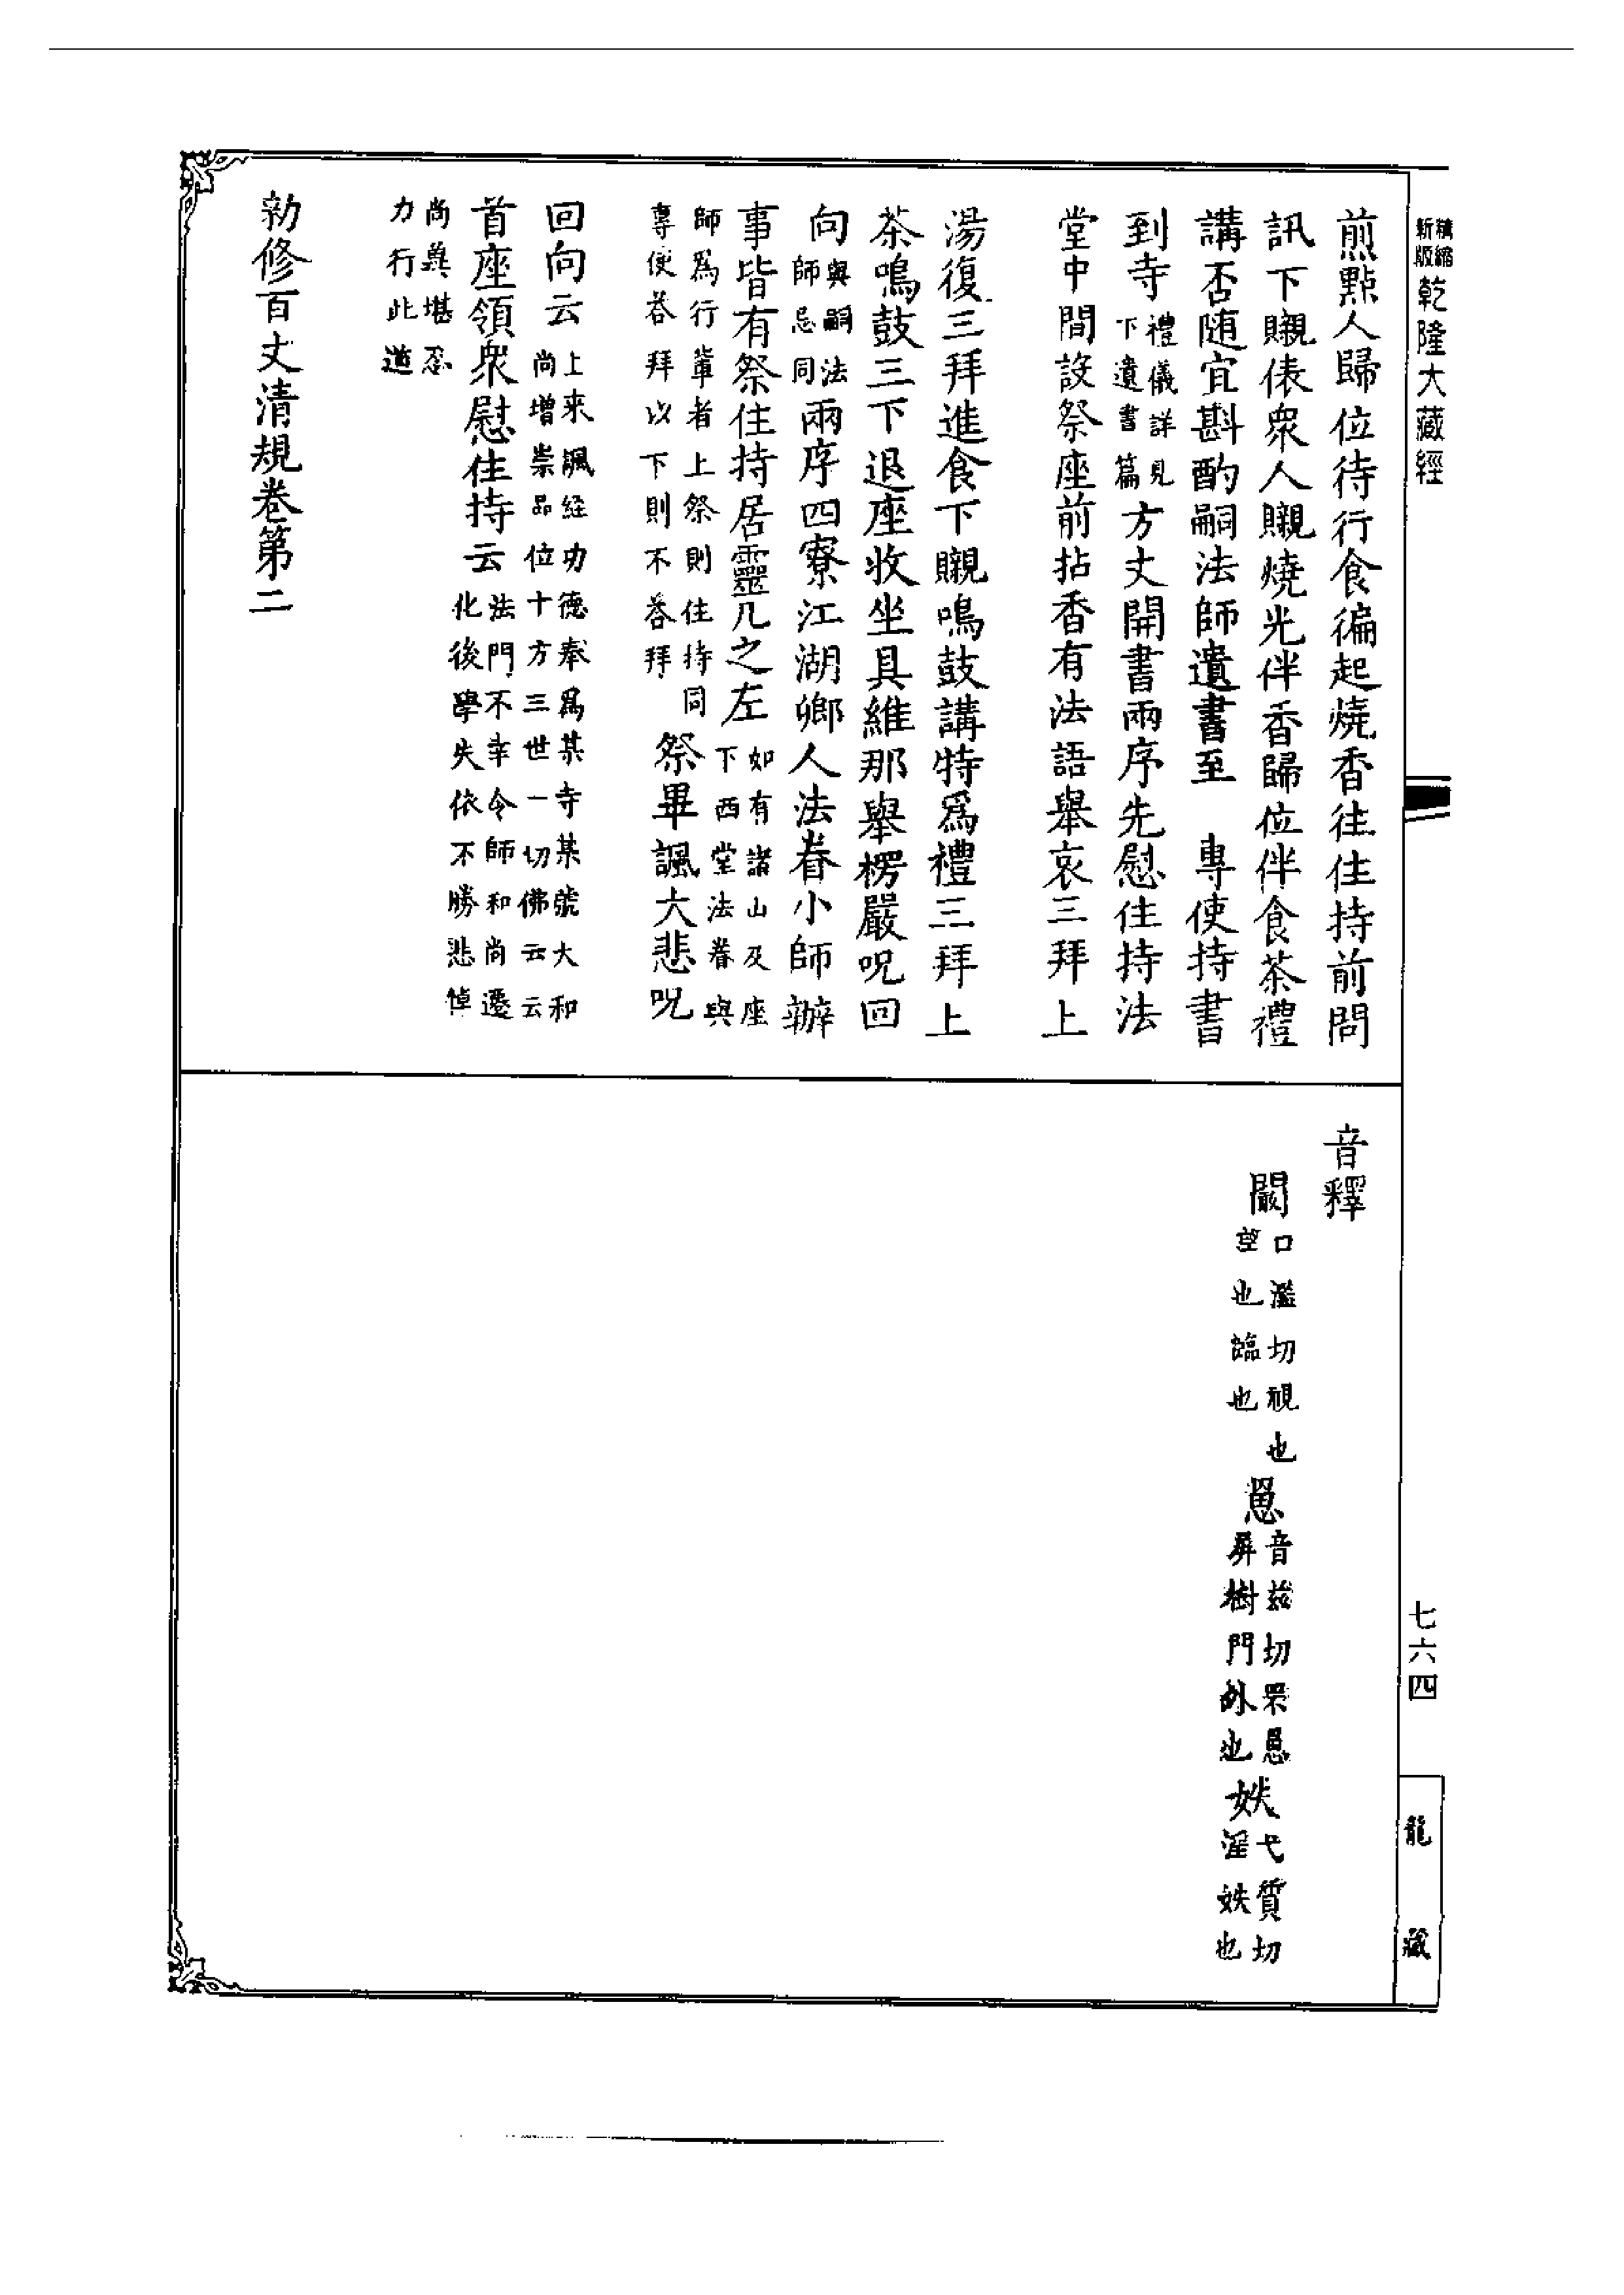 精縮新版乾隆大藏經
煎點人歸位待行食徧起燒香往住持前問
訊下䞋俵衆人䞋燒光伴香歸位伴食茶禮
講否随宜斟酌嗣法師遺書至　專使持書
到寺禮儀詳見下遺書篇方丈開書兩序先慰住持法
堂中間設祭座前拈香有法語舉哀三拜上
湯復三拜進食下䞋鳴鼓講特爲禮三拜上
茶鳴鼓三下退座收坐具維那舉楞嚴呪回
向與嗣法師忌同兩序四寮江湖鄉人法眷小師辦
事皆有祭住持居靈几之左如有諸山及座下西堂法眷與
師爲行輩者上祭則住持同專使荅拜以下則不荅拜祭畢諷大悲呪
回向云上來諷経功德奉爲某寺某號大和尚增崇品位十方三世一切佛云云
首座領衆慰住持云法門不幸令師和尚遷化後學失依不勝悲悼
尚兾堪忍力行此道
勅修百丈清規卷第二
音釋
闞口濫切視也望也臨也罳音兹切罘罳屏樹門外也妷弋質切淫妷也
七六四
龍藏